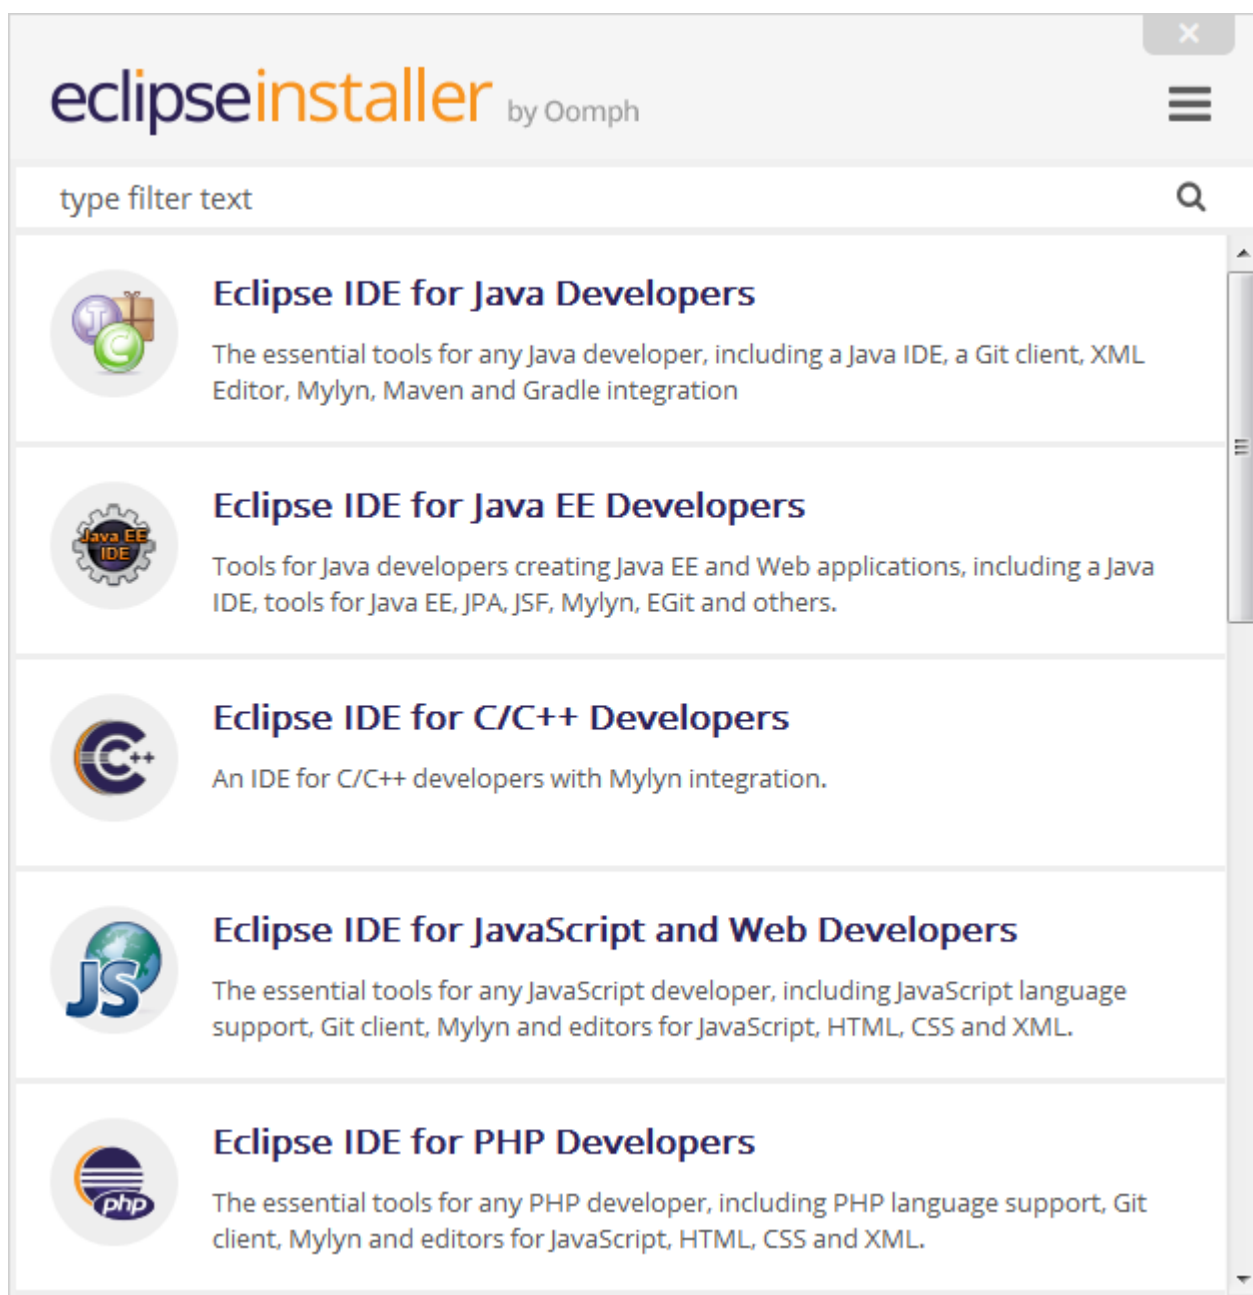 eclipseinstaller by Oomph
type filter text
Eclipse IDE for Java Developers
The essential tools for any Java developer, including a Java IDE, a Git client, XML
Editor, Mylyn, Maven and Gradle integration
Java EE
IDE
Eclipse IDE for Java EE Developers
Tools for Java developers creating Java EE and Web applications, including a Java
IDE, tools for Java EE, JPA, JSF, Mylyn, EGit and others.
C++
Eclipse IDE for C/C++ Developers
An IDE for C/C++ developers with Mylyn integration.
JS
Eclipse IDE for JavaScript and Web Developers
The essential tools for any JavaScript developer, including JavaScript language
support, Git client, Mylyn and editors for JavaScript, HTML, CSS and XML.
php
Eclipse IDE for PHP Developers
The essential tools for any PHP developer, including PHP language support, Git
client, Mylyn and editors for JavaScript, HTML, CSS and XML.